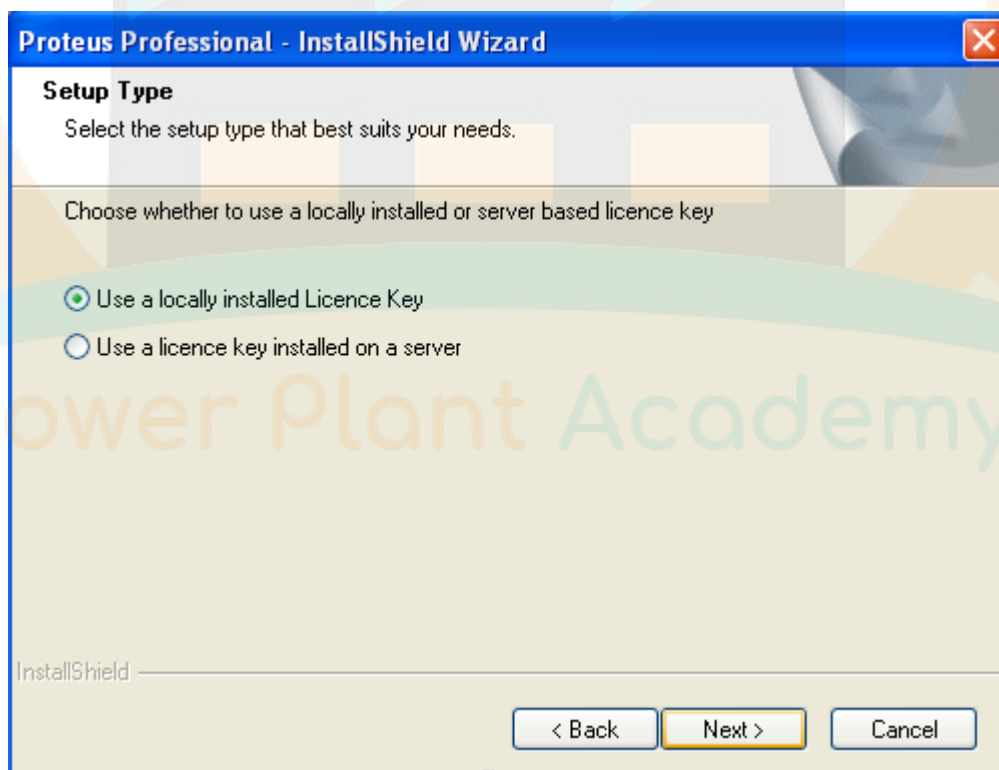 Proteus Professional - InstallShield Wizard
Setup Type
Select the setup type that best suits your needs.
Choose whether to use a locally installed or server based licence key
Use a locally installed Licence Key
Use a licence key installed on a server
ower Plant Academy
InstallShield
< Back Next > Cancel